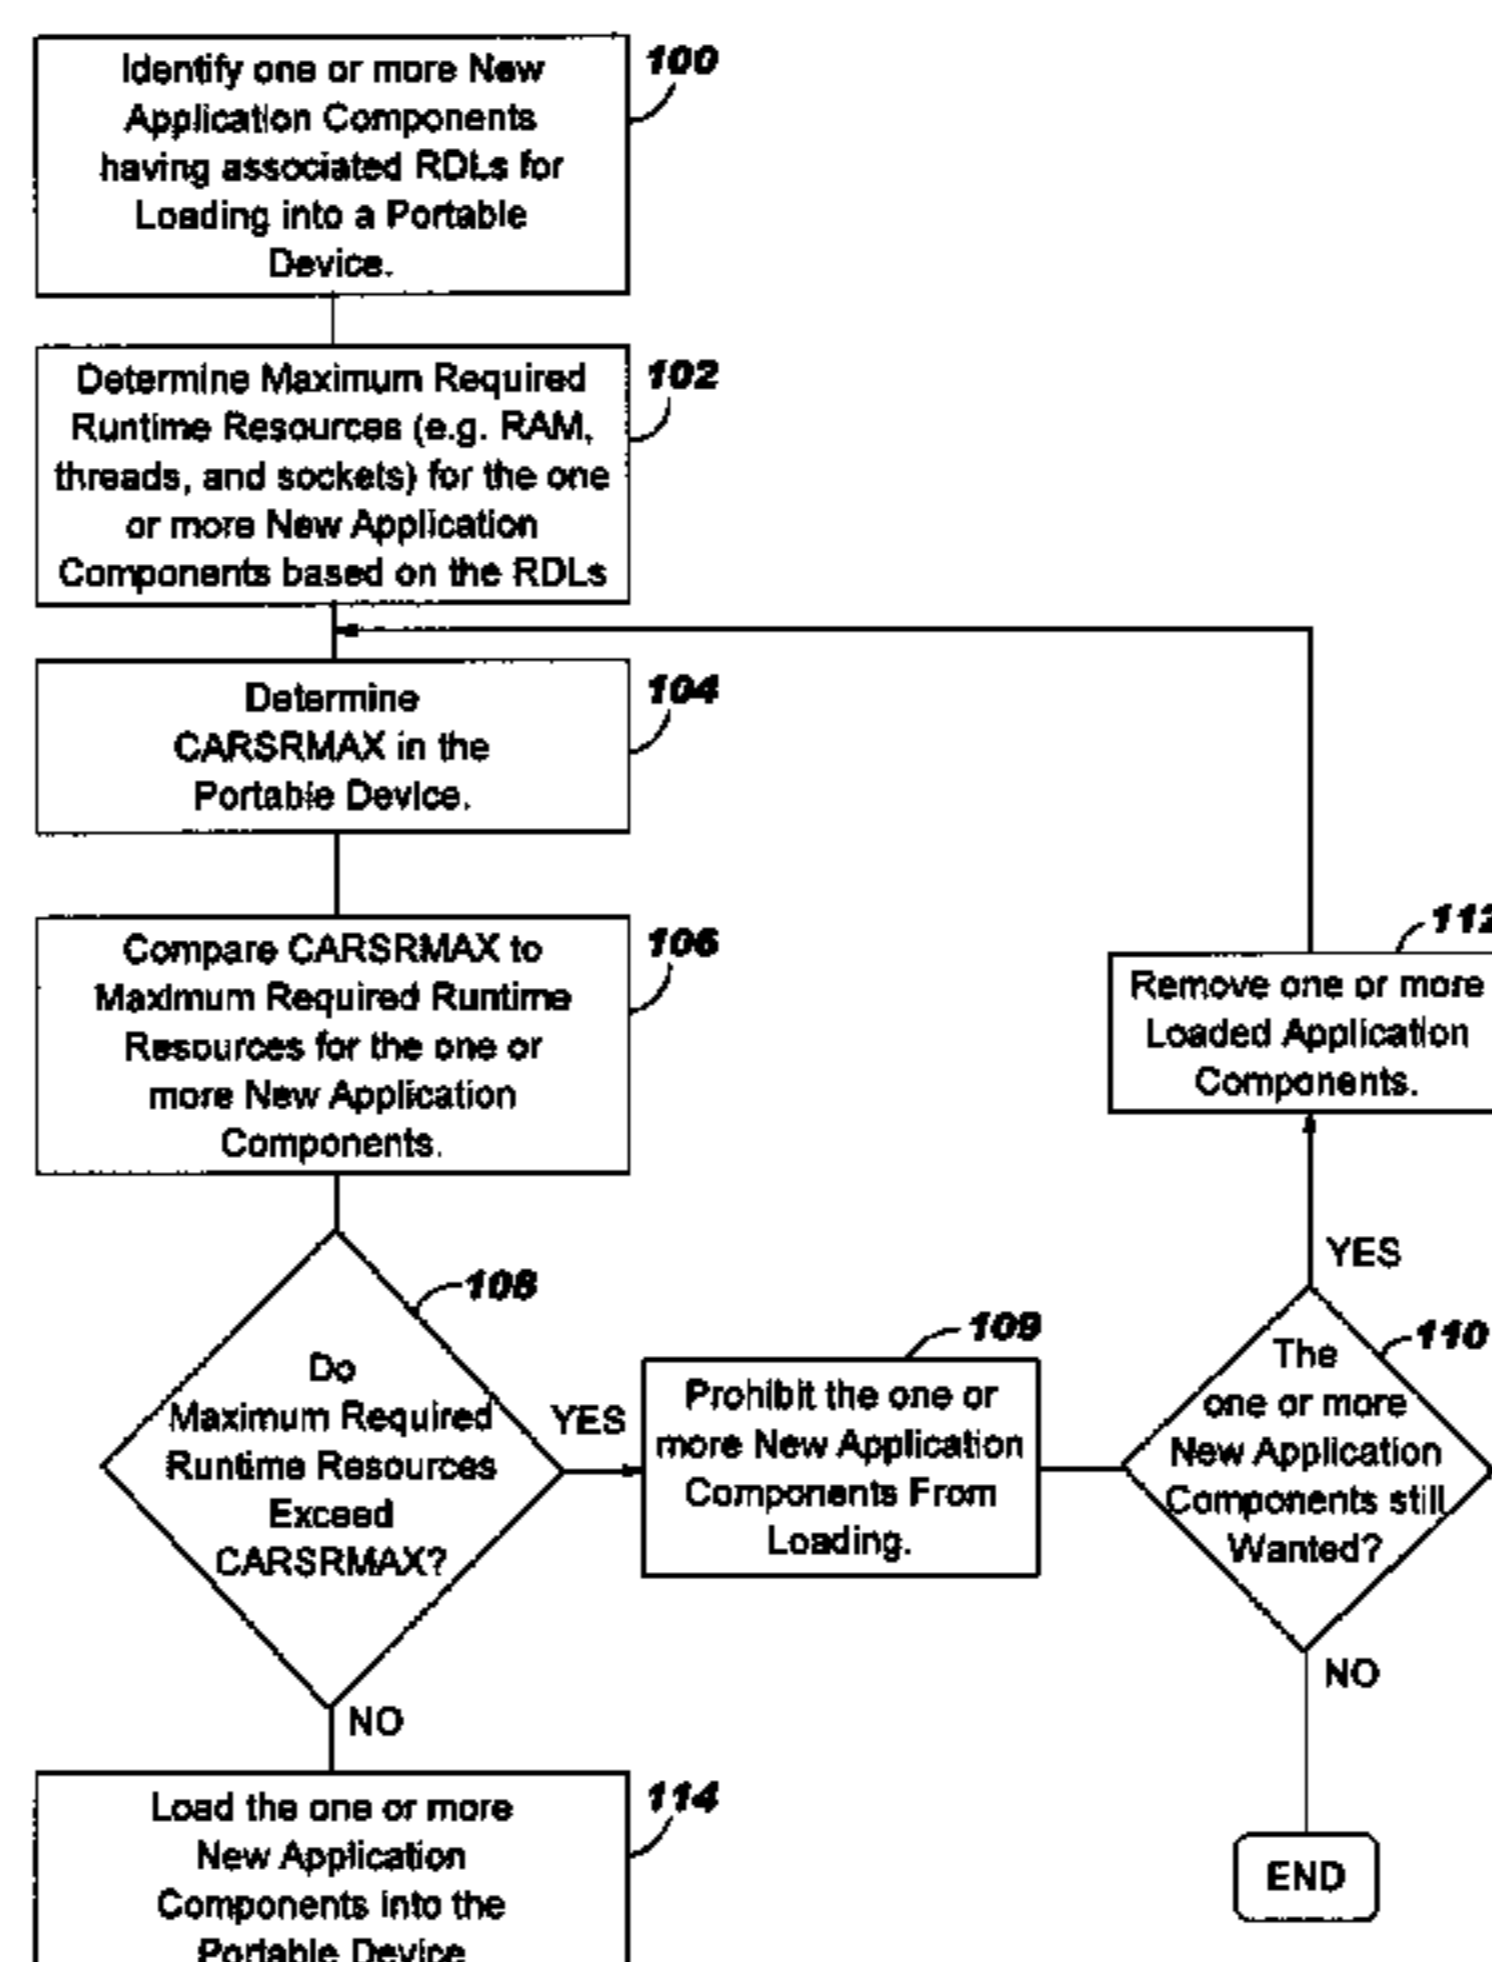 Identify one or more New
Application Components
having associated RDLs for
Loading into a Portable
Device.
100
Determine Maximum Required
Runtime Resources (e.g. RAM,
threads, and sockets) for the one
or more New Application
Components based on the RDLs
102
Determine
CARSRMAX in the
Portable Device.
104
Compare CARSRMAX to
Maximum Required Runtime
Resources for the one or
more New Application
Components.
106
112
Remove one or more
Loaded Application
Components.
YES
108
Do
Maximum Required
Runtime Resources
Exceed
CARSRMAX?
YES
109
Prohibit the one or
more New Application
Components From
Loading.
110
The
one or more
New Application
Components still
Wanted?
NO
NO
Load the one or more
New Application
Components into the
Portable Device
114
END